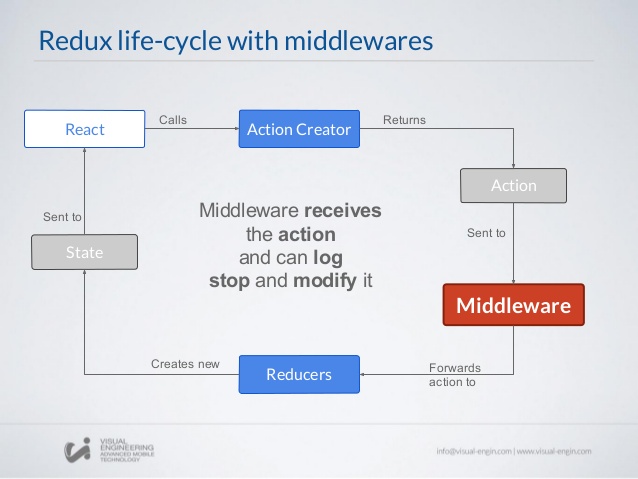 Redux life-cycle with middlewares
React
Calls
Action Creator
Returns
Action
Sent to
Middleware
Forwards
action to
Reducers
Creates new
State
Sent to
Middleware receives
the action
and can log
stop and modify it
VISUAL
ENGINEERING
ADVANCED MOBILE
TECHNOLOGY
info@visual-engin.com | www.visual-engin.com